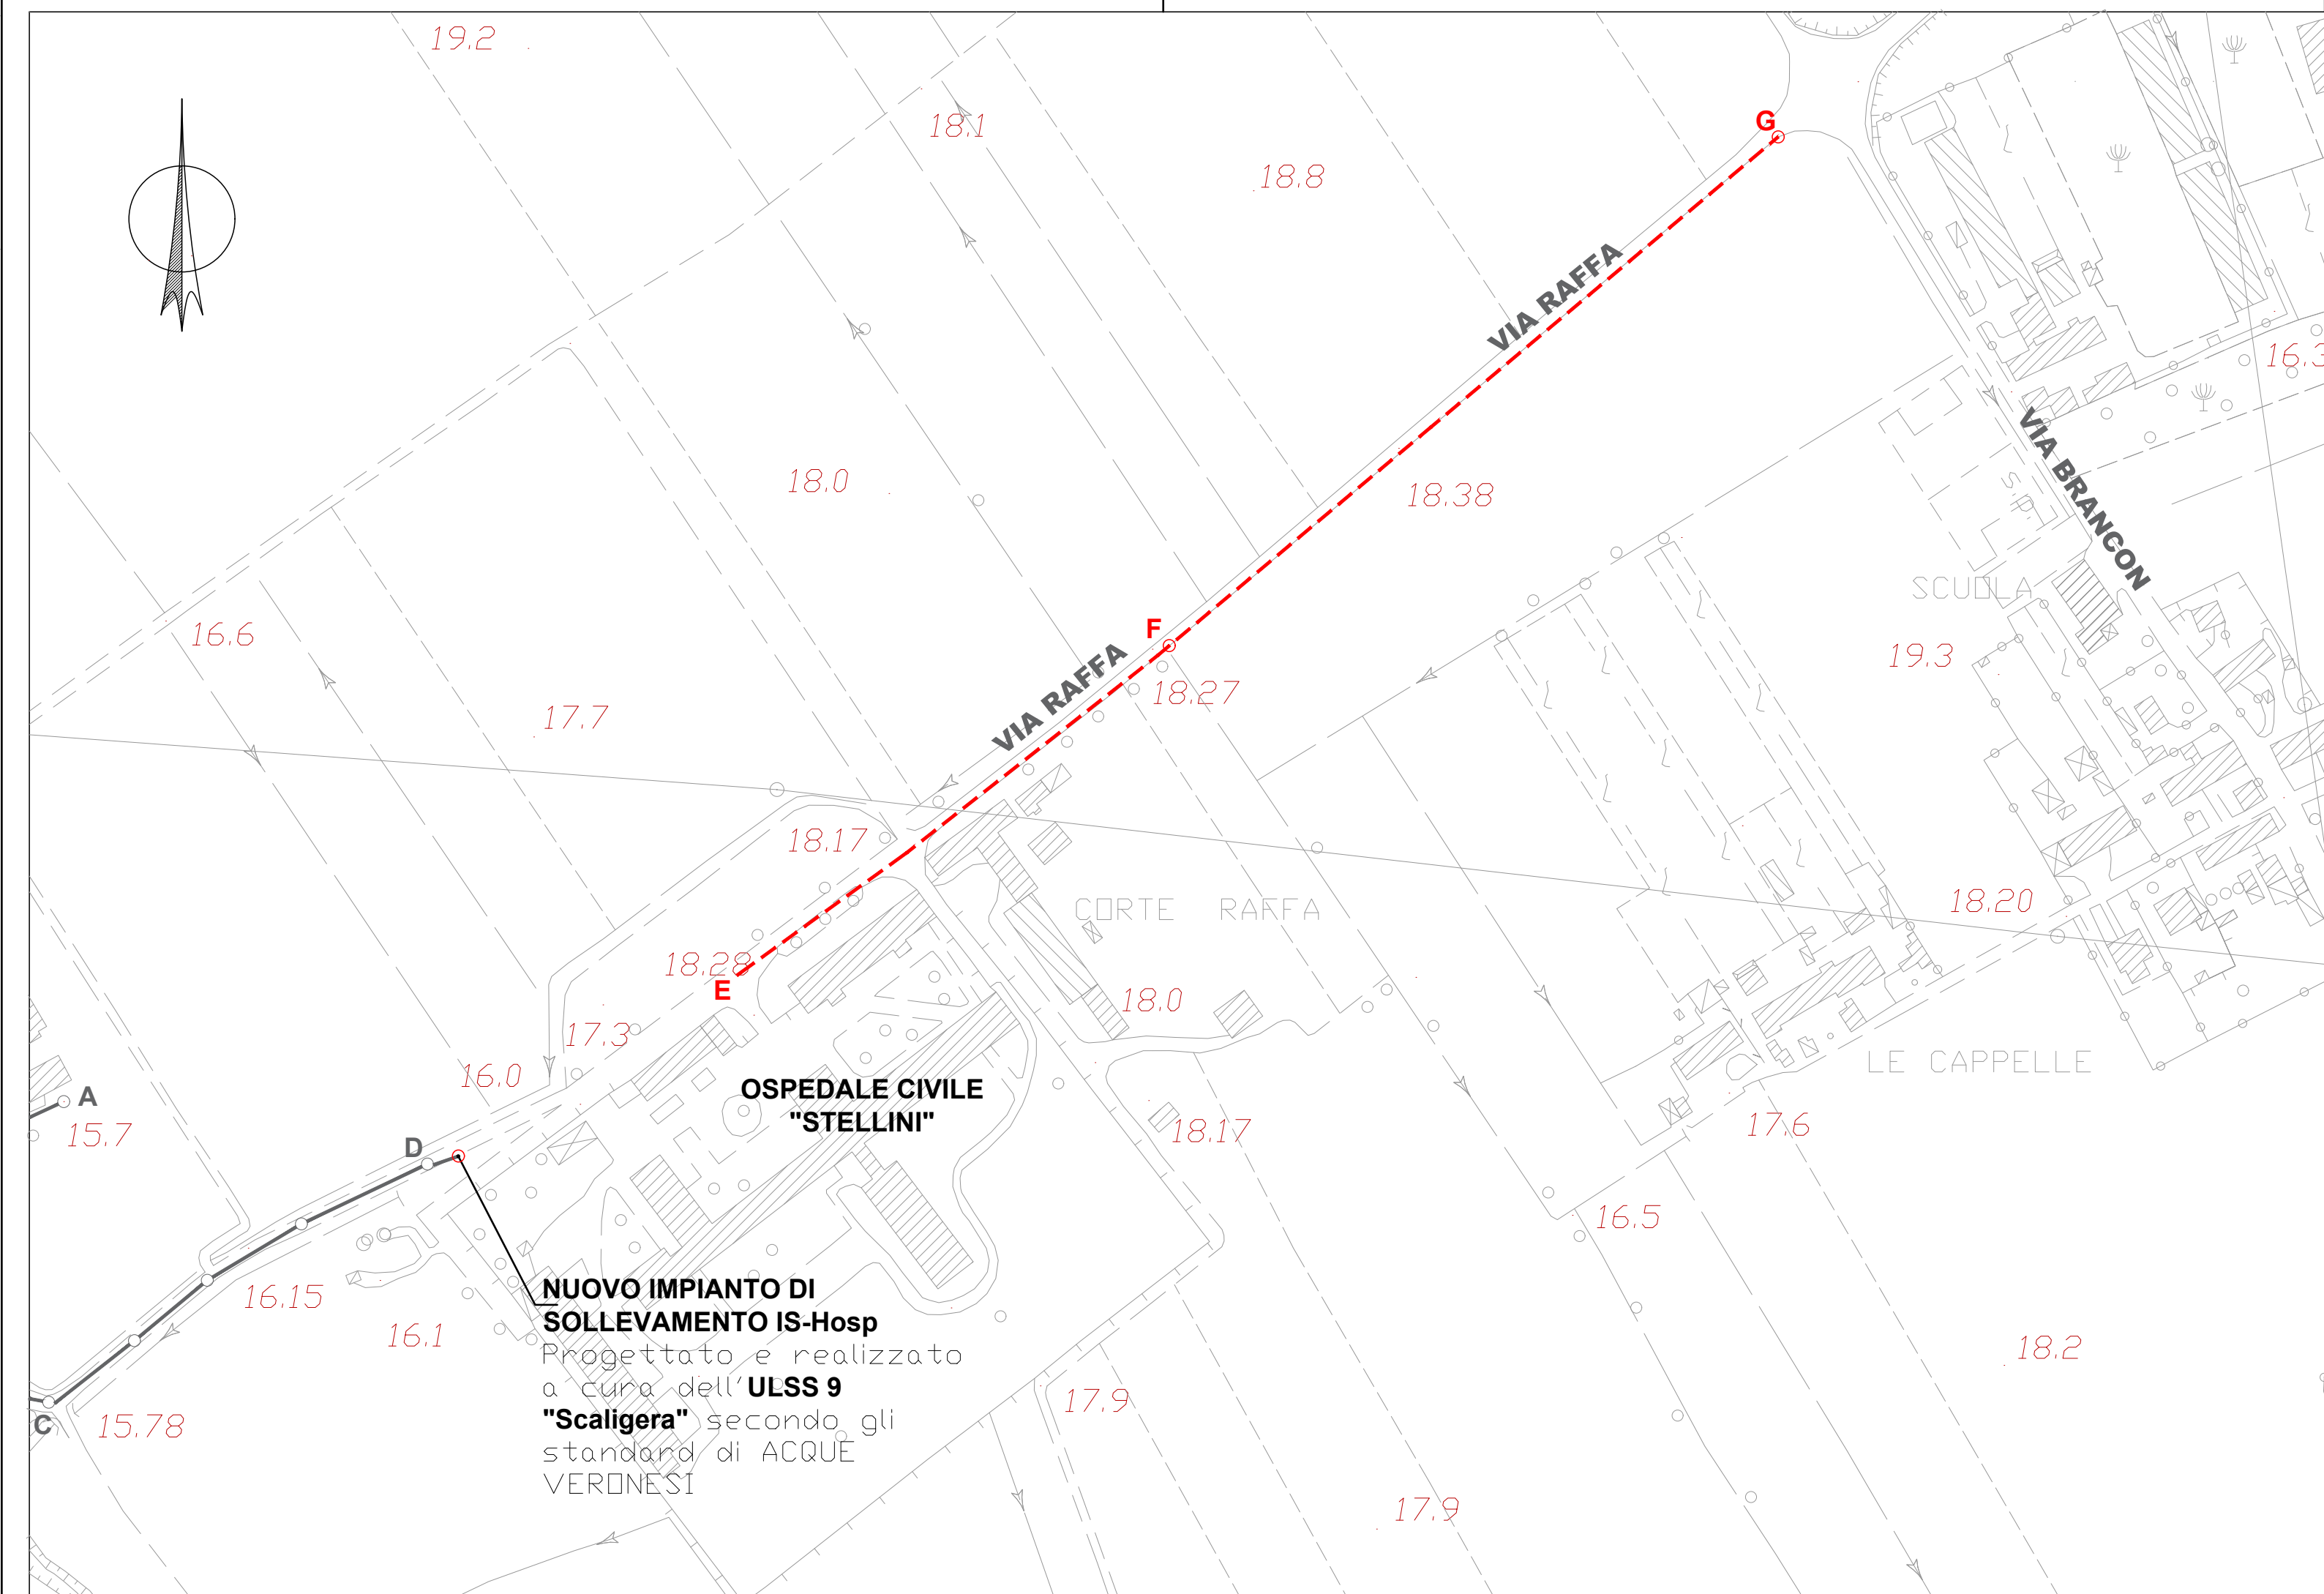 19.2
18.1
G
18.8
VIA RAFFA
16.3
18.0
18.38
VIA BRANCON
S.P.
SCUOLA
16.6
F
19.3
VIA RAFFA
18.27
17.7
18.17
CORTE RAFFA
18.20
18.28
E
18.0
17.3
16.0
LE CAPPELLE
OSPEDALE CIVILE
"STELLINI"
A
15.7
18.17
17.6
D
16.5
16.15
NUOVO IMPIANTO DI
SOLLEVAMENTO IS-Hosp
Progettato e realizzato
a cura dell'ULSS 9
"Scaligera" secondo gli
standard di ACQUE
VERONESI
16.1
18.2
17.9
C
15.78
17.9